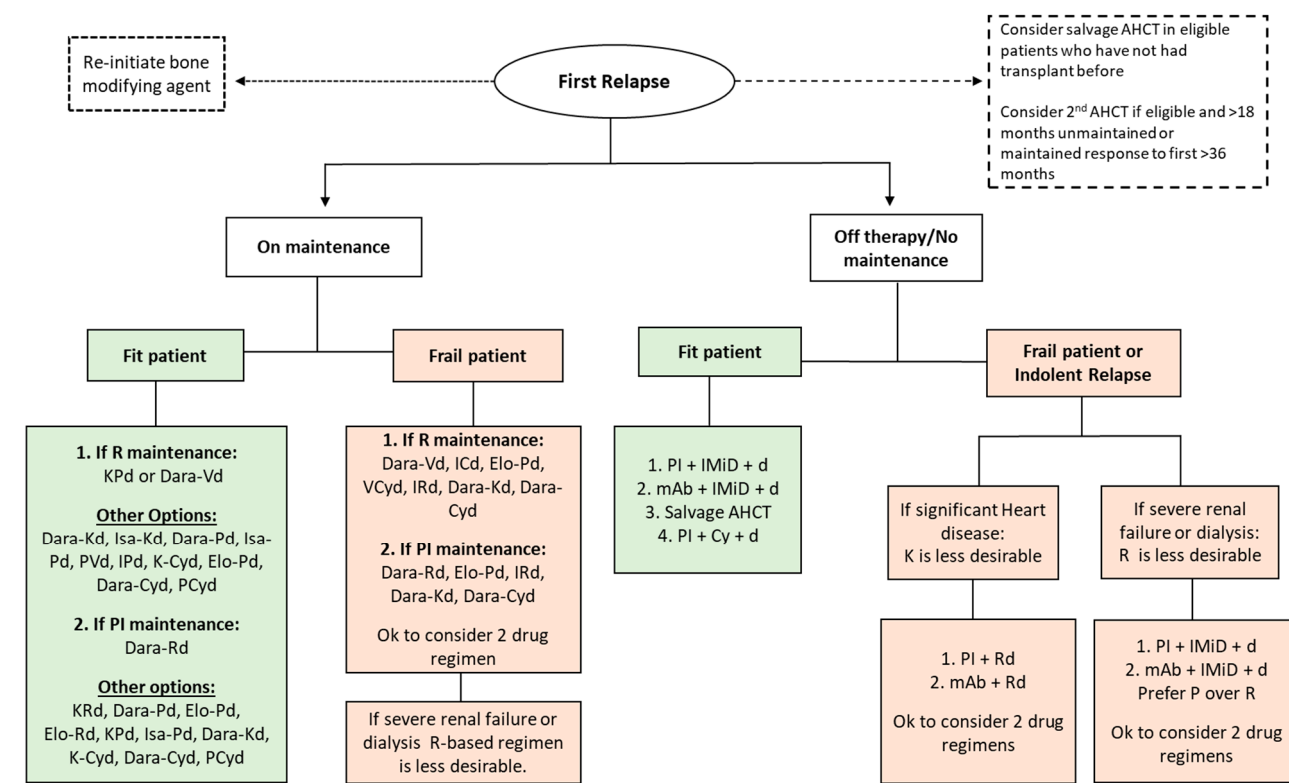 Re-initiate bone
modifying agent
First Relapse
Consider salvage AHCT in eligible
patients who have not had
transplant before
Consider 2nd AHCT if eligible and >18
months unmaintained or
maintained response to first >36
months
On maintenance
Off therapy/No
maintenance
Fit patient
Frail patient
Fit patient
Frail patient or
Indolent Relapse
1. If R maintenance:
KPd or Dara-Vd
Other Options:
Dara-Kd, Isa-Kd, Dara-Pd, Isa-
Pd, PVd, IPd, K-Cyd, Elo-Pd,
Dara-Cyd, PCyd
2. If PI maintenance:
Dara-Rd
Other options:
KRd, Dara-Pd, Elo-Pd,
Elo-Rd, KPd, Isa-Pd, Dara-Kd,
K-Cyd, Dara-Cyd, PCyd
1. If R maintenance:
Dara-Vd, ICd, Elo-Pd,
VCyd, IRd, Dara-Kd, Dara-
Cyd
2. If PI maintenance:
Dara-Rd, Elo-Pd, IRd,
Dara-Kd, Dara-Cyd
Ok to consider 2 drug
regimen
If severe renal failure or
dialysis R-based regimen
is less desirable.
1. PI + IMiD + d
2. mAb + IMiD + d
3. Salvage AHCT
4. PI + Cy + d
If significant Heart
disease:
K is less desirable
If severe renal
failure or dialysis:
R is less desirable
1. PI + Rd
2. mAb + Rd
Ok to consider 2 drug
regimens
1. PI + IMiD + d
2. mAb + IMiD + d
Prefer P over R
Ok to consider 2 drug
regimens